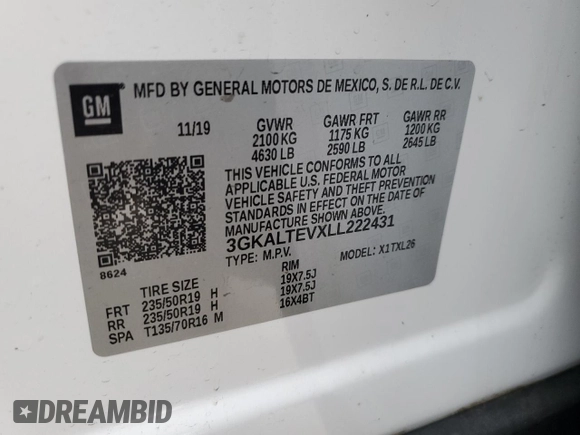 GM
MFD BY GENERAL MOTORS DE MEXICO, S. DE R.L. DE C.V.
11/19 GVWR GAWR FRT GAWR RR
2100 KG 1175 KG 1200 KG
4630 LB 2590 LB 2645 LB
THIS VEHICLE CONFORMS TO ALL
APPLICABLE U.S. FEDERAL MOTOR
VEHICLE SAFETY AND THEFT PREVENTION
STANDARDS IN EFFECT ON THE DATE OF
MANUFACTURE SHOWN ABOVE.
3GKALTEVXLL222431
TYPE: M.P.V. MODEL: X1TXL26
8624
TIRE SIZE RIM
FRT 235/50R19 H 19X7.5J
RR 235/50R19 H 19X7.5J
SPA T135/70R16 M 16X4BT
DREAMBID